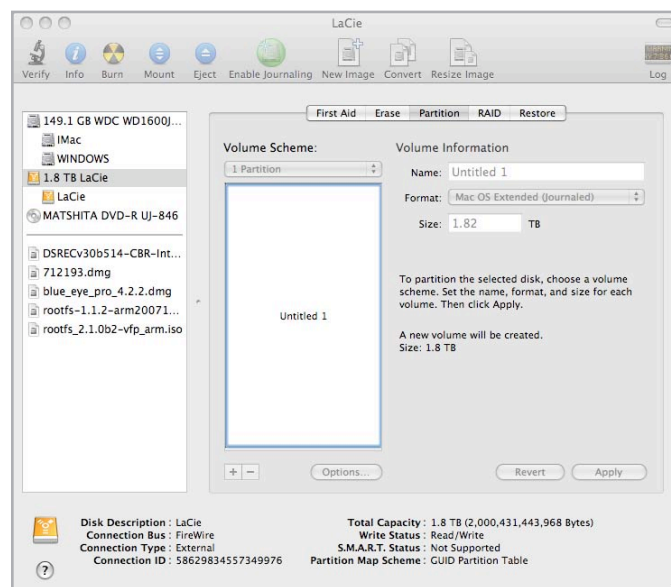 LaCie
Verify Info Burn Mount Eject Enable Journaling New Image Convert Resize Image Log
First Aid Erase Partition RAID Restore
149.1 GB WDC WD1600J...
IMac
WINDOWS
1.8 TB LaCie
LaCie
MATSHITA DVD-R UJ-846
DSRECv30b514-CBR-Int...
712193.dmg
blue_eye_pro_4.2.2.dmg
rootfs-1.1.2-arm20071...
rootfs_2.1.0b2-vfp_arm.iso
Volume Scheme:
1 Partition
Untitled 1
+ − Options...
Volume Information
Name: Untitled 1
Format: Mac OS Extended (Journaled)
Size: 1.82 TB
To partition the selected disk, choose a volume
scheme. Set the name, format, and size for each
volume. Then click Apply.
A new volume will be created.
Size: 1.8 TB
Revert Apply
Disk Description : LaCie
Connection Bus : FireWire
Connection Type : External
Connection ID : 58629834557349976
Total Capacity : 1.8 TB (2,000,431,443,968 Bytes)
Write Status : Read/Write
S.M.A.R.T. Status : Not Supported
Partition Map Scheme : GUID Partition Table
?